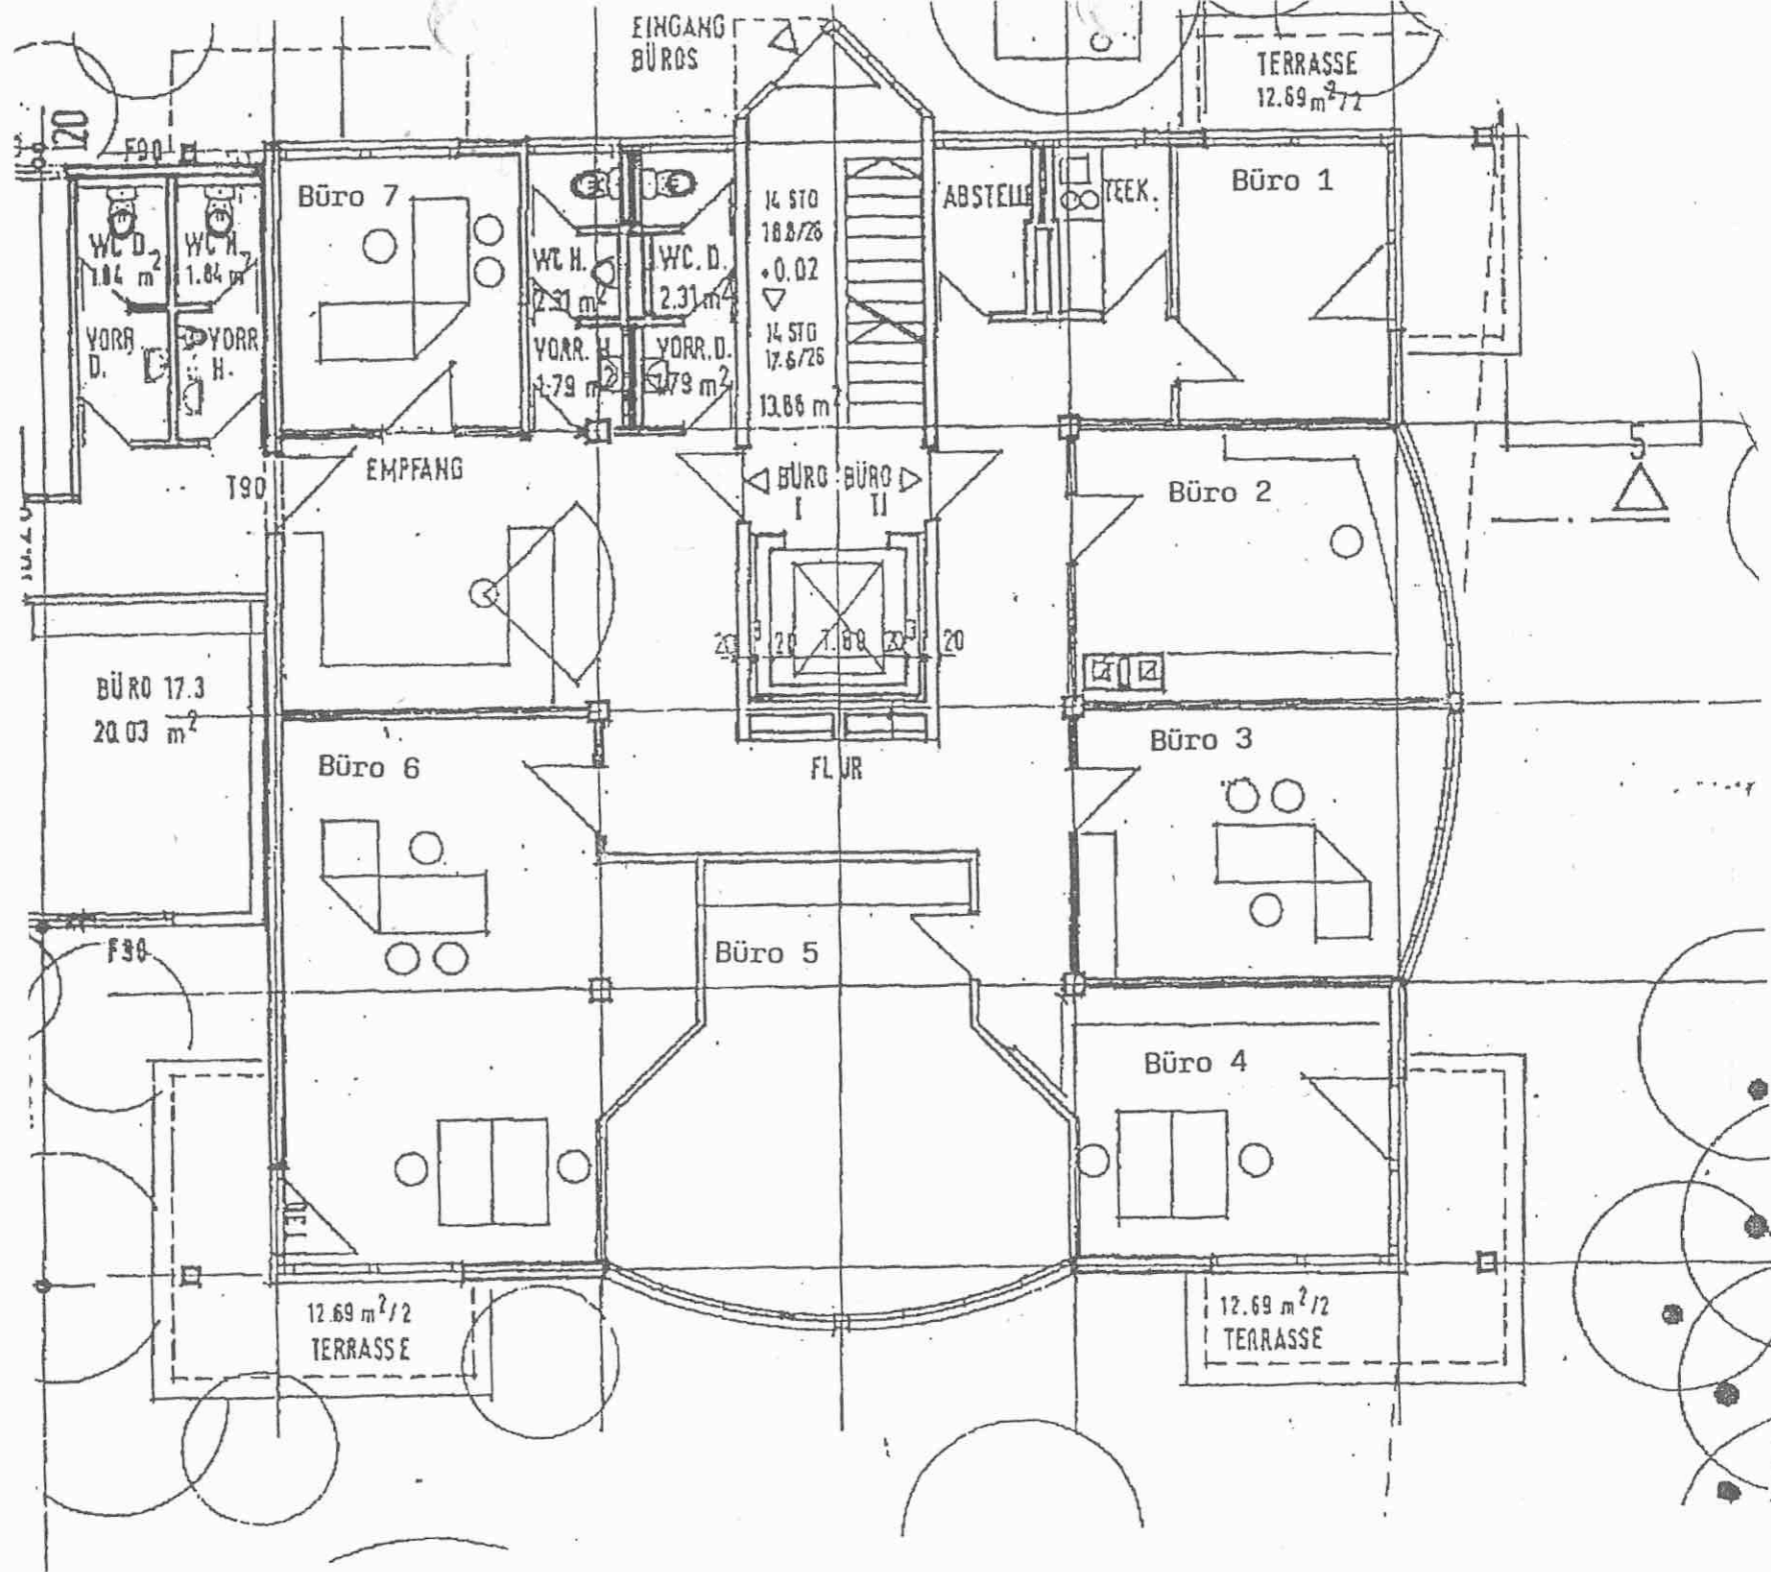 EINGANG
BÜROS
TERRASSE
12.69 m²/2
120
F90
Büro 7
Büro 1
ABSTELL
TEEK.
14 STG
18.8/26
+0.02
14 STG
17.6/26
13.88 m²
WC D.
1.84 m²
WC H.
1.84 m²
WC H.
2.31 m²
WC. D.
2.31 m²
VORR.
D.
VORR.
H.
VORR. H.
1.79 m²
VORR. D.
1.79 m²
T90
EMPFANG
BÜRO
I
BÜRO
II
Büro 2
5
20
20
20
20
BÜRO 17.3
20.03 m²
Büro 6
FLUR
Büro 3
F90
Büro 5
Büro 4
12.69 m²/2
TERRASSE
12.69 m²/2
TERRASSE